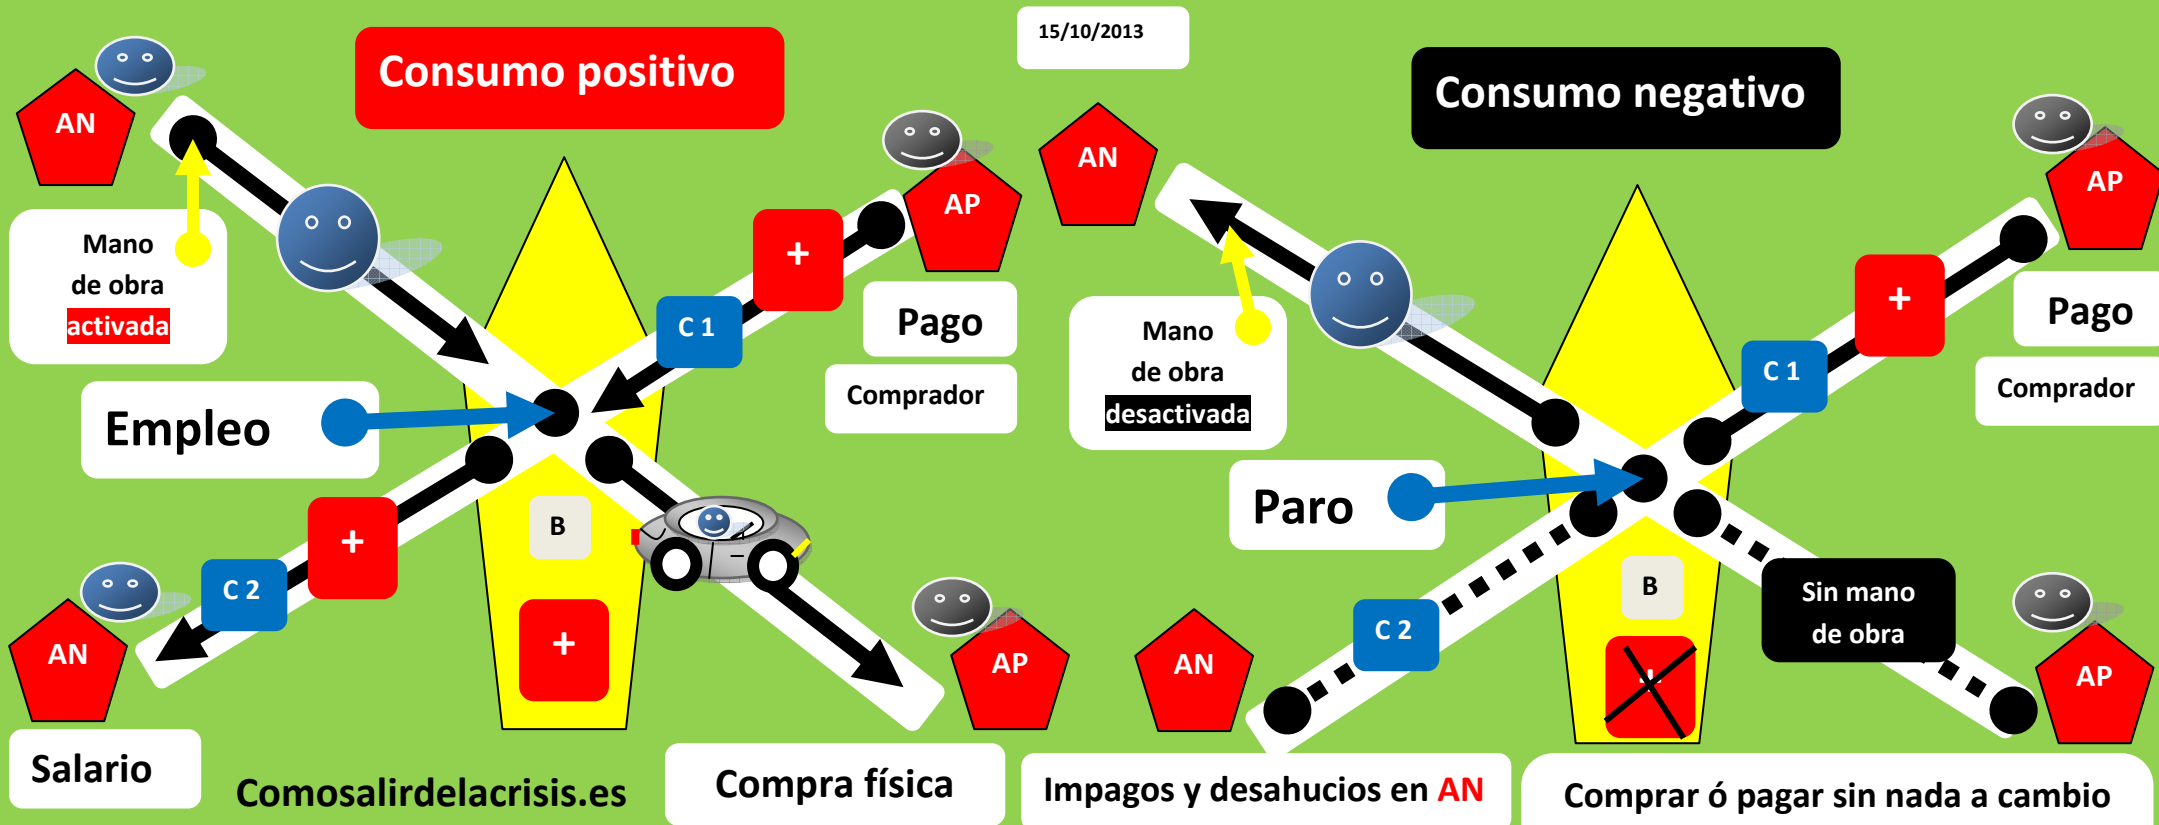 15/10/2013
Consumo positivo
AN
Mano
de obra
activada
AP
+
C 1
Pago
Comprador
Empleo
B
+
C 2
+
AN
Salario
AP
Compra física
Comosalirdelacrisis.es
Consumo negativo
AN
Mano
de obra
desactivada
AP
+
C 1
Pago
Comprador
Paro
B
+
C 2
Sin mano
de obra
AN
AP
Impagos y desahucios en AN
Comprar ó pagar sin nada a cambio